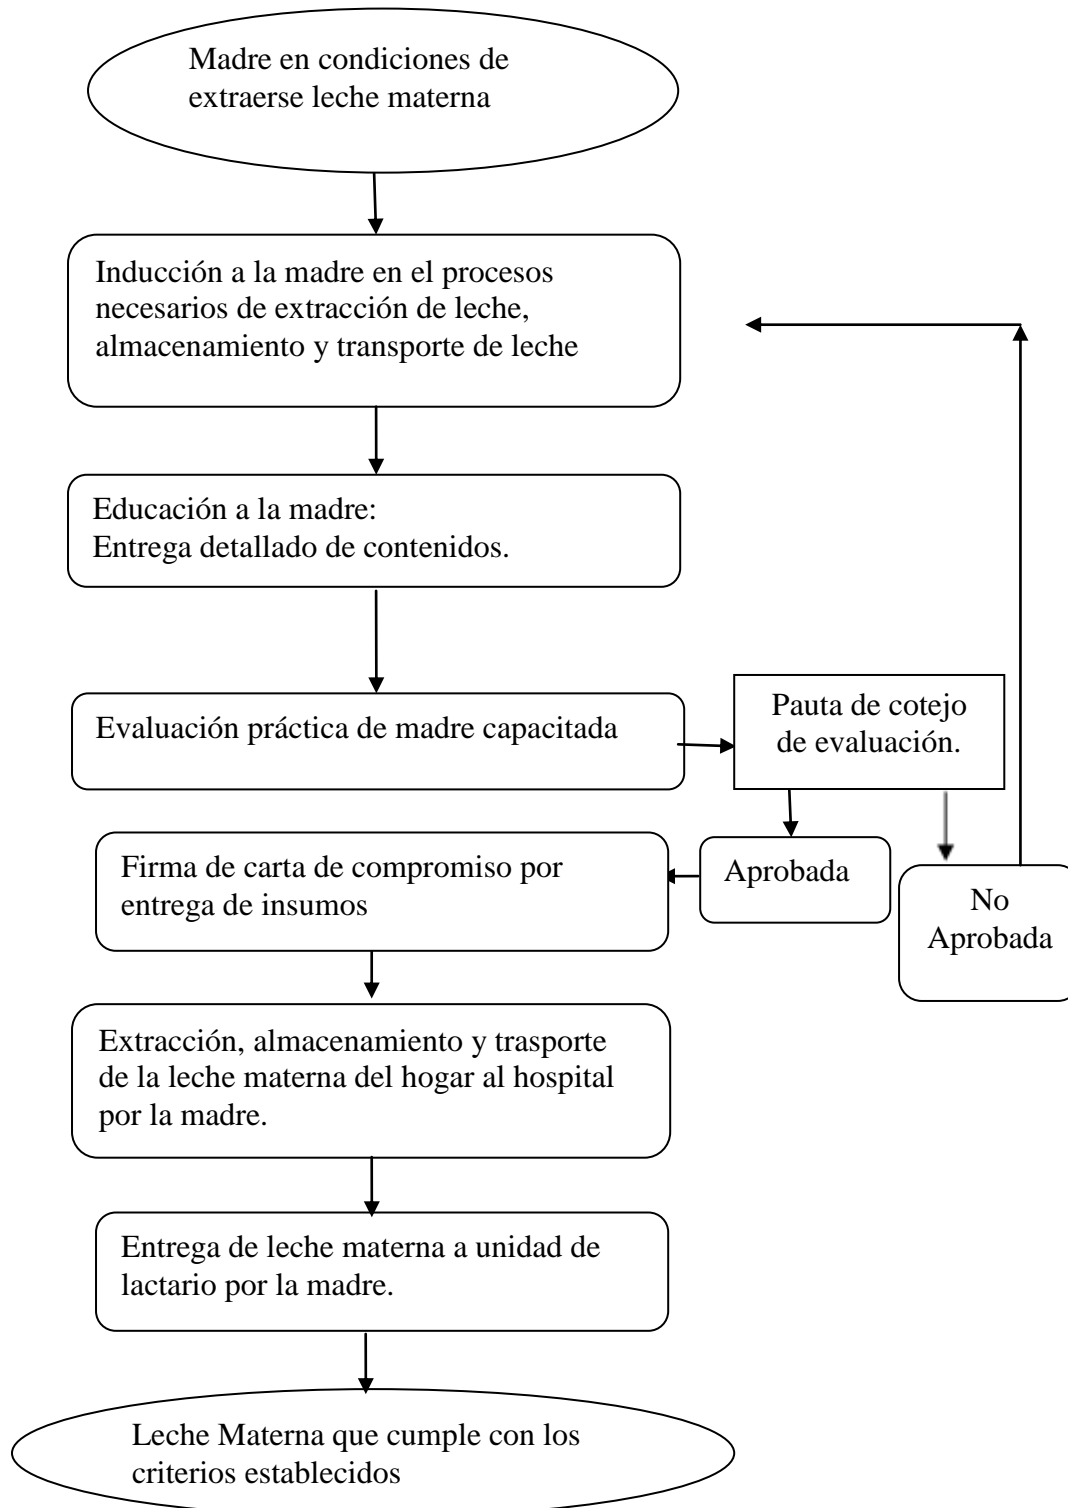 Madre en condiciones de
extraerse leche materna
Inducción a la madre en el procesos
necesarios de extracción de leche,
almacenamiento y transporte de leche
Educación a la madre:
Entrega detallado de contenidos.
Evaluación práctica de madre capacitada
Pauta de cotejo
de evaluación.
Aprobada
No
Aprobada
Firma de carta de compromiso por
entrega de insumos
Extracción, almacenamiento y trasporte
de la leche materna del hogar al hospital
por la madre.
Entrega de leche materna a unidad de
lactario por la madre.
Leche Materna que cumple con los
criterios establecidos